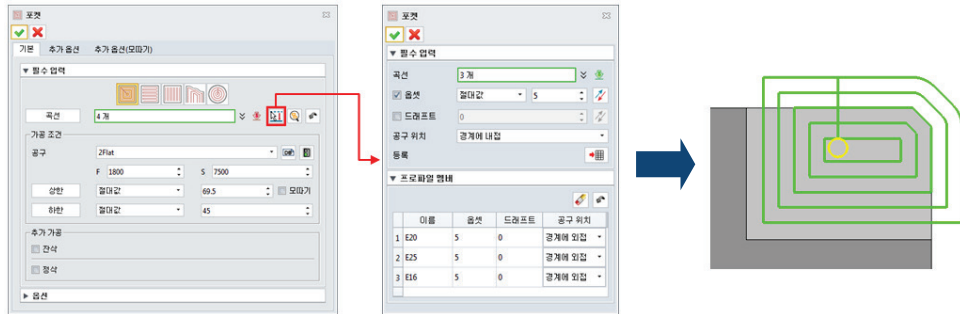 포켓
기본 추가 옵션 추가 옵션(모따기)
▼ 필수 입력
곡선 4 개
가공 조건
공구 2Flat
F 1800 S 7500
상한 절대값 69.5 모따기
하한 절대값 45
추가 가공
잔삭
정삭
▶ 옵션
포켓
▼ 필수 입력
곡선 3 개
옵셋 절대값 5
드래프트 0
공구 위치 경계에 내접
등록
▼ 프로파일 멤버
이름 옵셋 드래프트 공구 위치
1 E20 5 0 경계에 외접
2 E25 5 0 경계에 외접
3 E16 5 0 경계에 외접